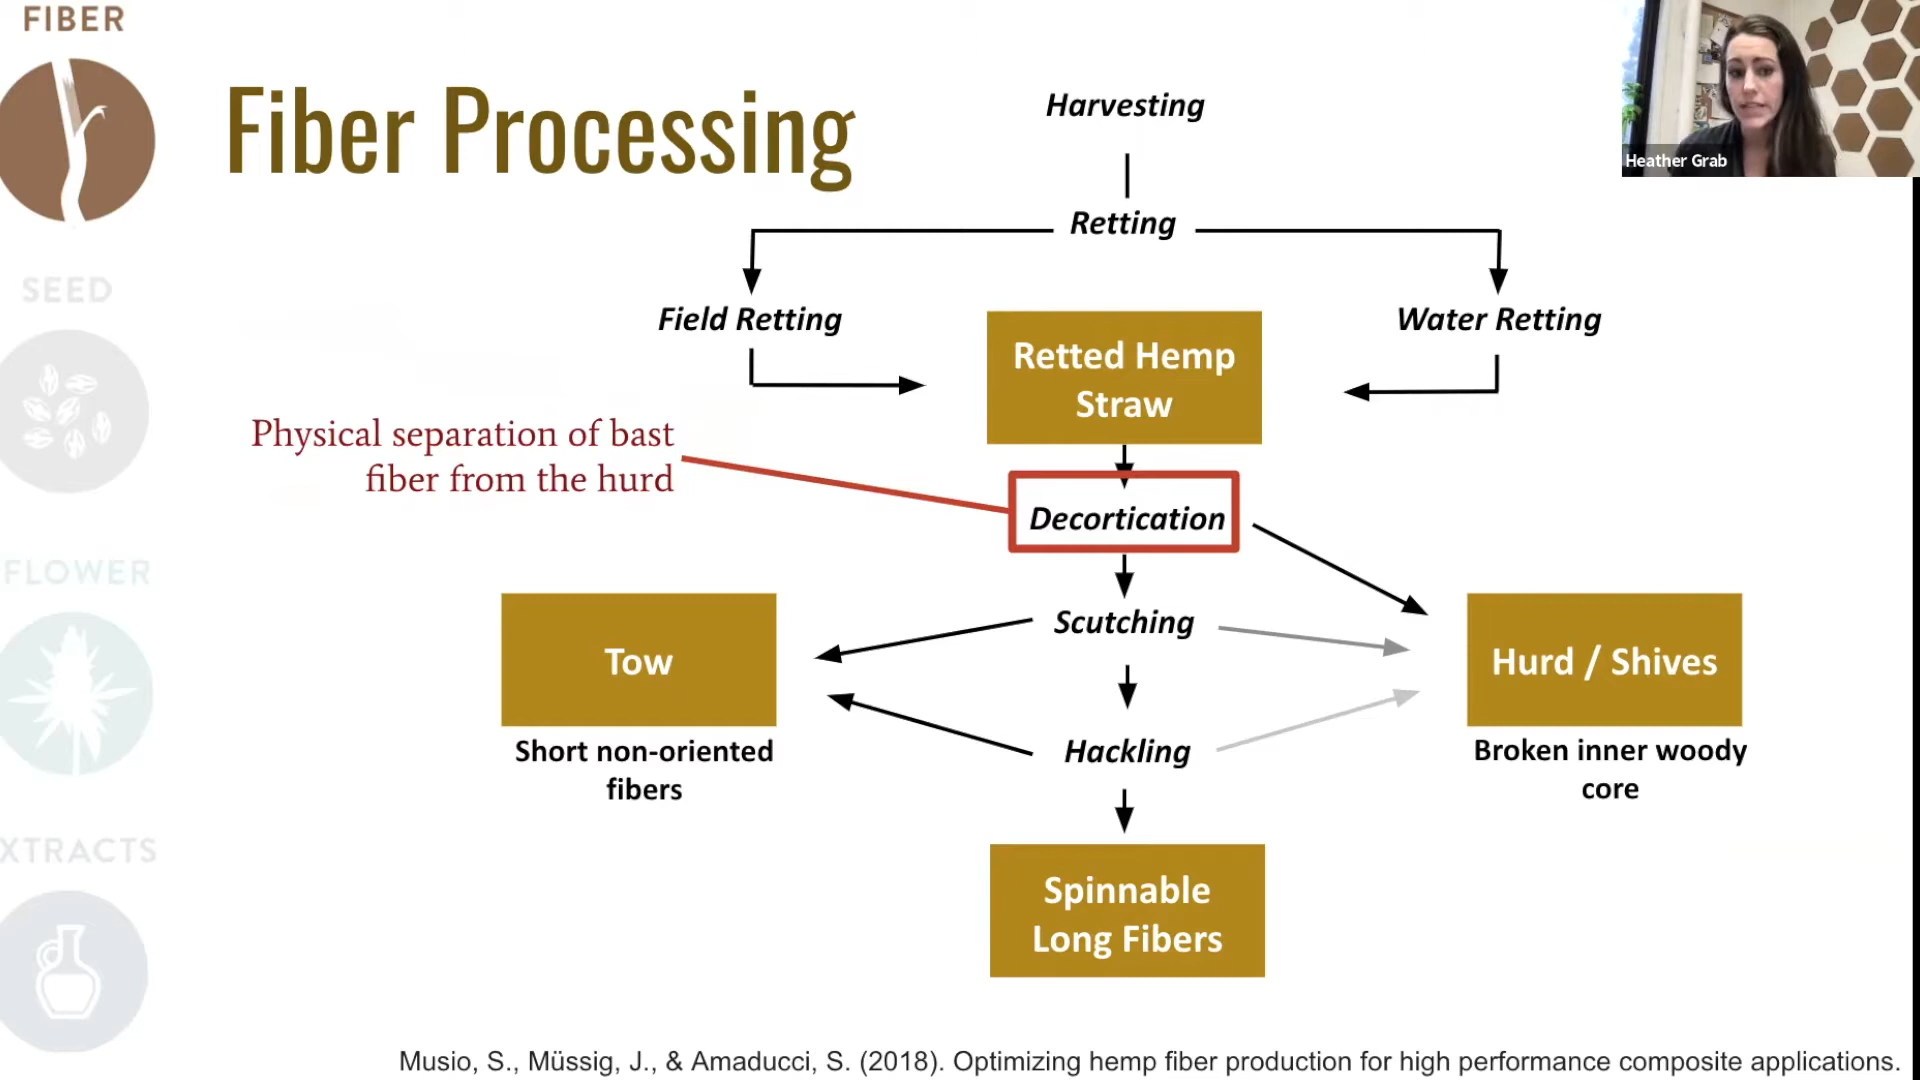 FIBER
Fiber Processing
Harvesting
Heather Grab
Retting
SEED
Field Retting
Water Retting
Retted Hemp
Straw
Physical separation of bast
fiber from the hurd
Decortication
FLOWER
Scutching
Tow
Hurd / Shives
Short non-oriented
fibers
Hackling
Broken inner woody
core
XTRACTS
Spinnable
Long Fibers
Musio, S., Müssig, J., & Amaducci, S. (2018). Optimizing hemp fiber production for high performance composite applications.